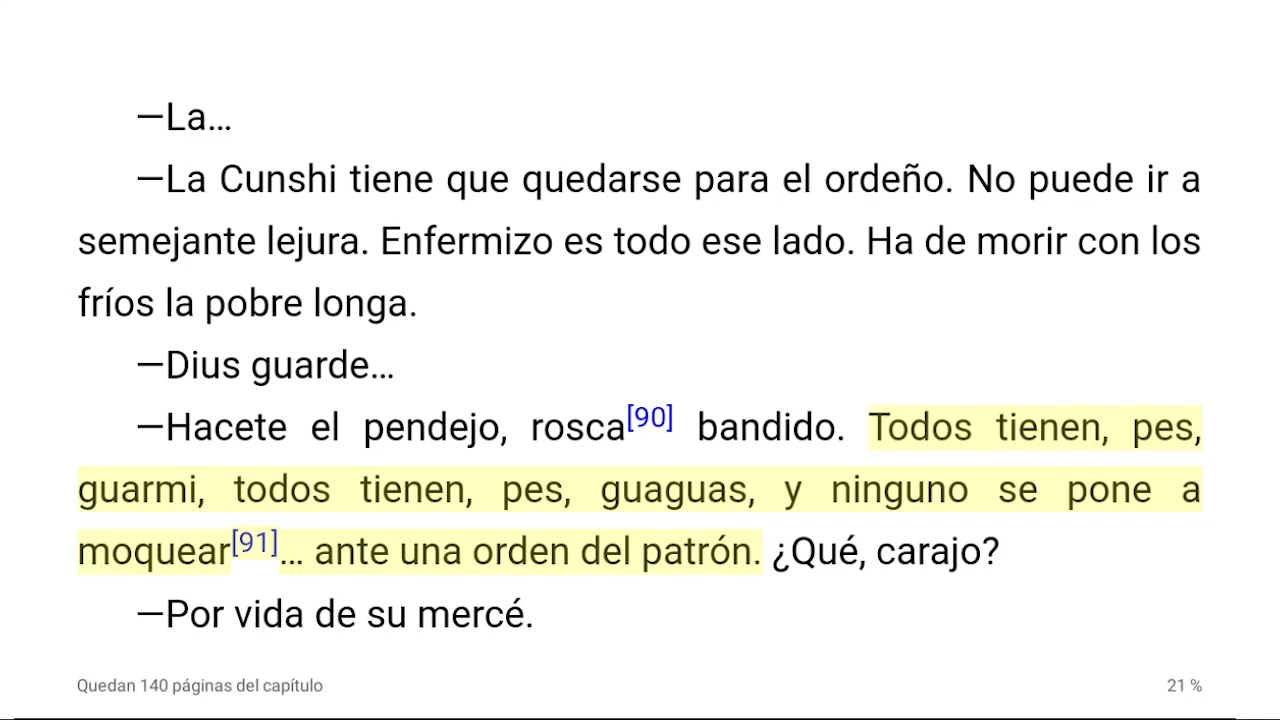 —La…
—La Cunshi tiene que quedarse para el ordeño. No puede ir a
semejante lejura. Enfermizo es todo ese lado. Ha de morir con los
fríos la pobre longa.
—Dius guarde…
—Hacete el pendejo, rosca[90] bandido. Todos tienen, pes,
guarmi, todos tienen, pes, guaguas, y ninguno se pone a
moquear[91]… ante una orden del patrón. ¿Qué, carajo?
—Por vida de su mercé.
Quedan 140 páginas del capítulo 21 %